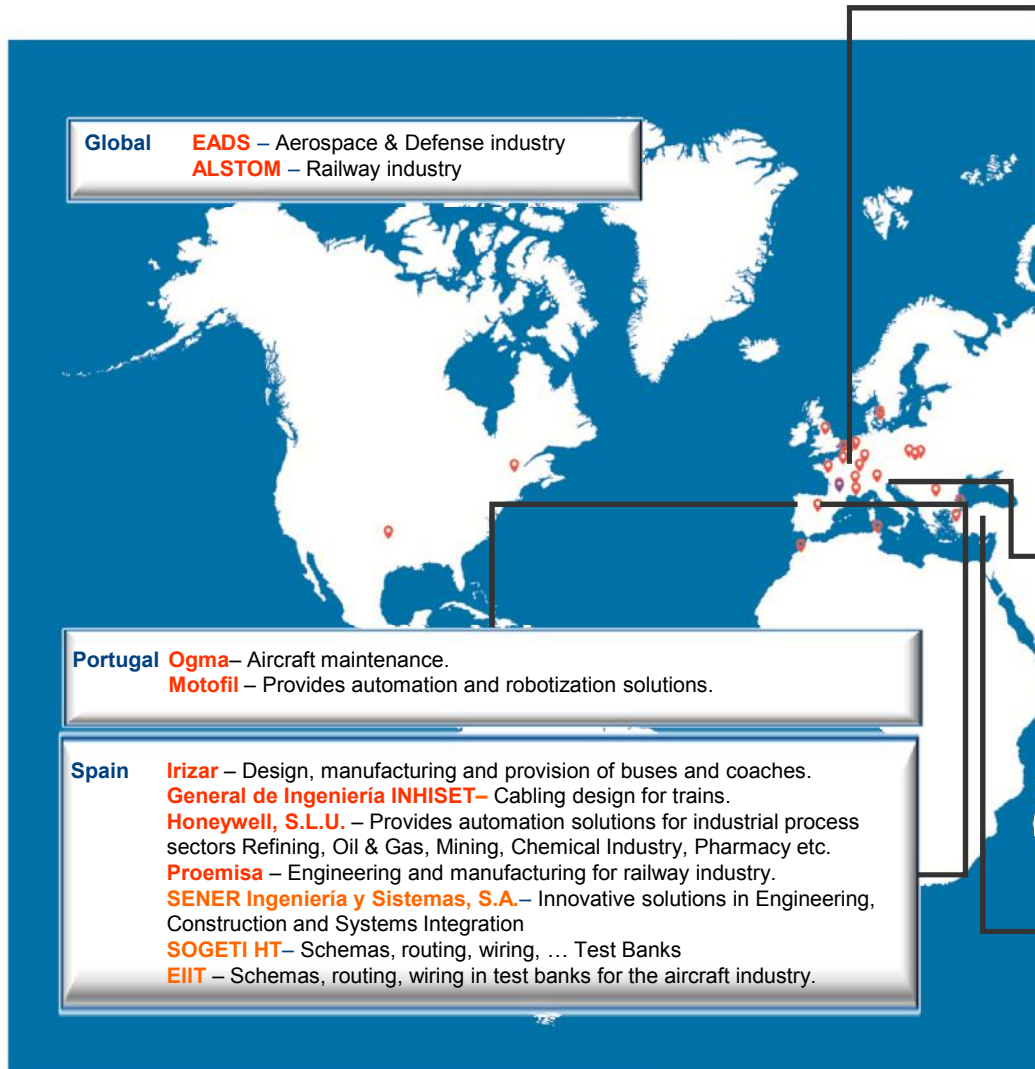 Global EADS – Aerospace & Defense industry
ALSTOM – Railway industry
Portugal Ogma– Aircraft maintenance.
Motofil – Provides automation and robotization solutions.
Spain Irizar – Design, manufacturing and provision of buses and coaches.
General de Ingeniería INHISET– Cabling design for trains.
Honeywell, S.L.U. – Provides automation solutions for industrial process
sectors Refining, Oil & Gas, Mining, Chemical Industry, Pharmacy etc.
Proemisa – Engineering and manufacturing for railway industry.
SENER Ingeniería y Sistemas, S.A.– Innovative solutions in Engineering,
Construction and Systems Integration
SOGETI HT– Schemas, routing, wiring, … Test Banks
EIIT – Schemas, routing, wiring in test banks for the aircraft industry.